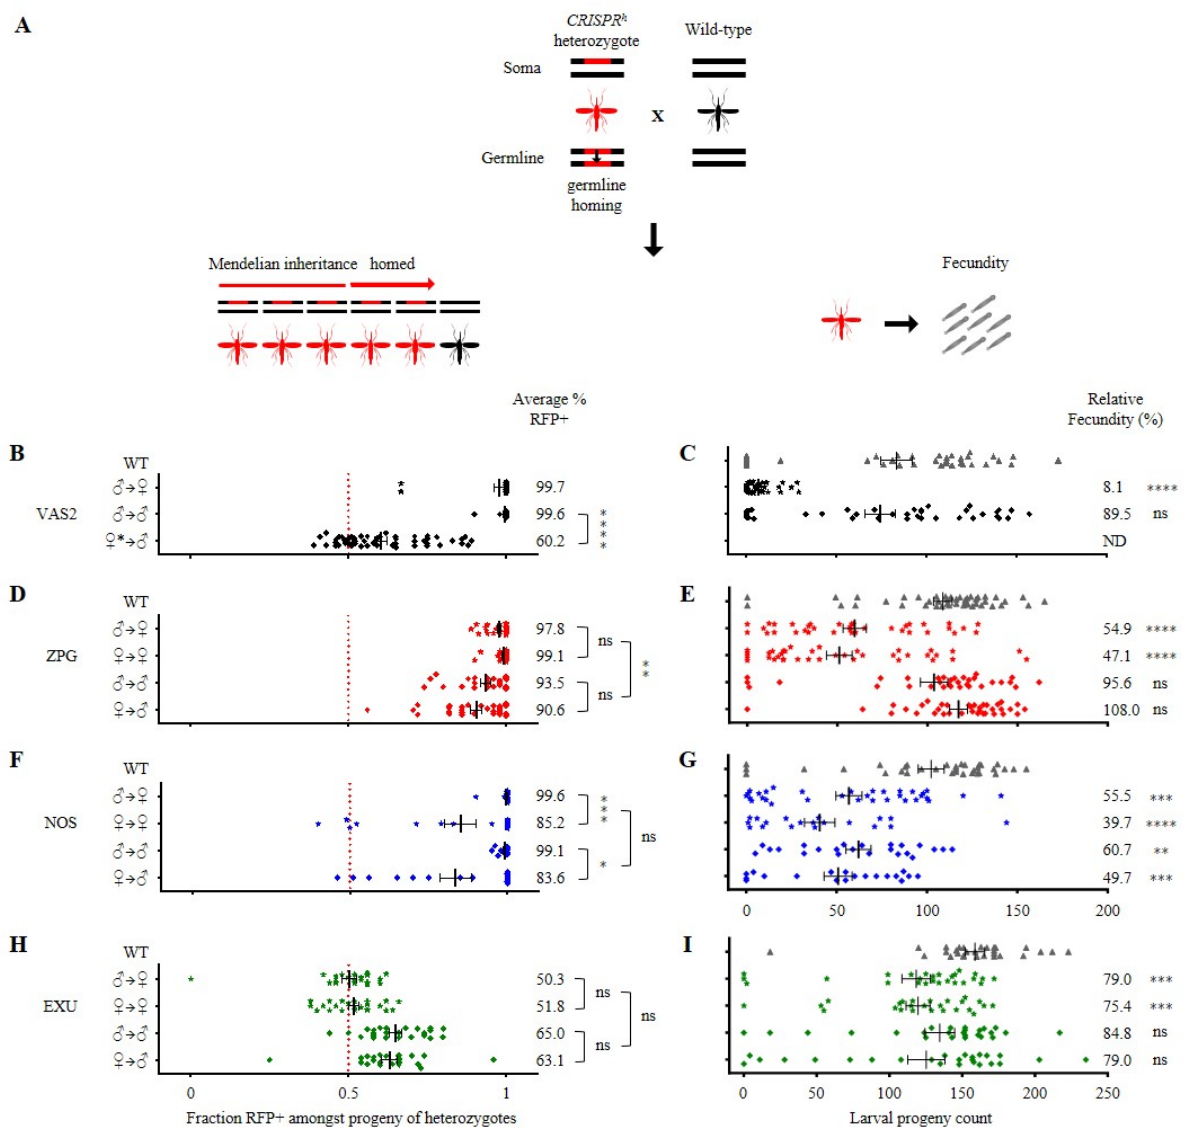 A
CRISPRʰ
heterozygote
Wild-type
Soma
x
Germline
germline
homing
Mendelian inheritance homed
Fecundity
Average %
RFP+
Relative
Fecundity (%)
B
WT
♂→♀ 99.7
VAS2 ♂→♂ 99.6
♀*→♂ 60.2
* * * *
C
8.1 ****
89.5 ns
ND
D
WT
♂→♀ 97.8
ZPG ♀→♀ 99.1
♂→♂ 93.5
♀→♂ 90.6
ns
ns
* *
E
54.9 ****
47.1 ****
95.6 ns
108.0 ns
F
WT
♂→♀ 99.6
NOS ♀→♀ 85.2
♂→♂ 99.1
♀→♂ 83.6
* * *
*
ns
G
55.5 ***
39.7 ****
60.7 **
49.7 ***
0 50 100 150 200
H
WT
♂→♀ 50.3
EXU ♀→♀ 51.8
♂→♂ 65.0
♀→♂ 63.1
ns
ns
ns
0 0.5 1
Fraction RFP+ amongst progeny of heterozygotes
I
79.0 ***
75.4 ***
84.8 ns
79.0 ns
0 50 100 150 200 250
Larval progeny count